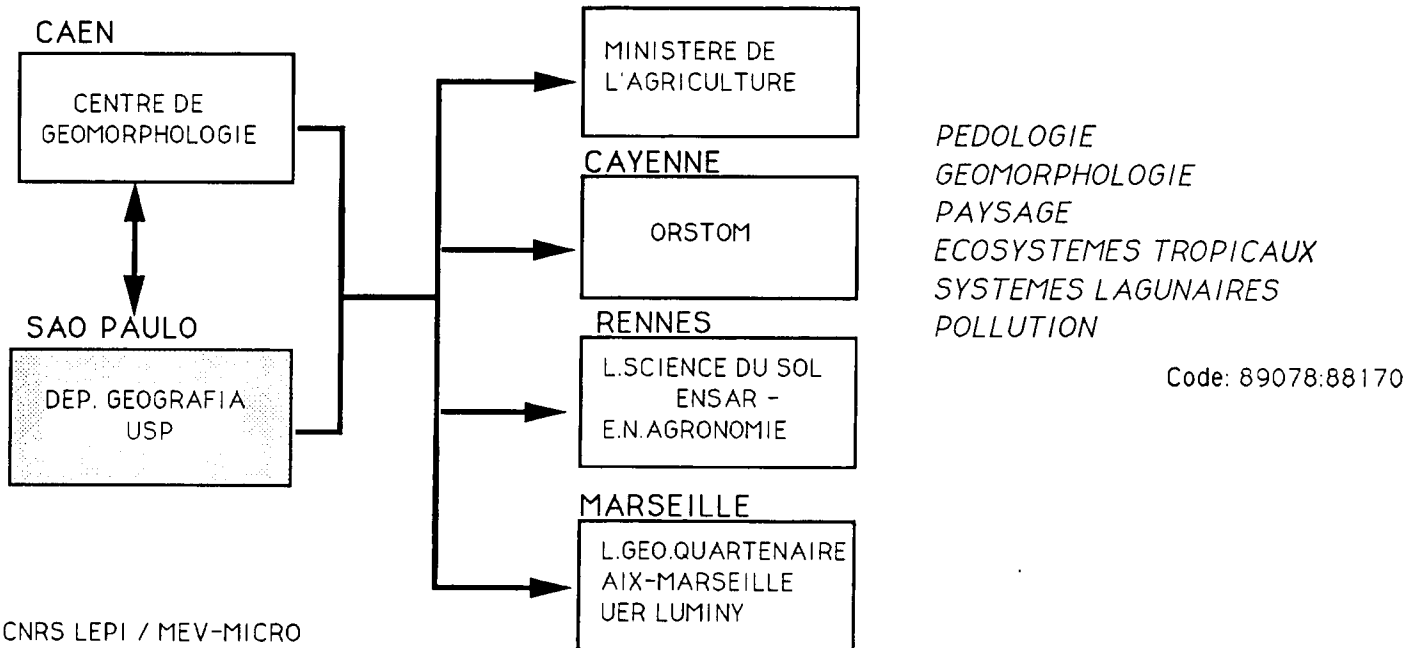 CAEN
CENTRE DE
GEOMORPHOLOGIE
SAO PAULO
DEP. GEOGRAFIA
USP
MINISTERE DE
L'AGRICULTURE
CAYENNE
ORSTOM
RENNES
L.SCIENCE DU SOL
ENSAR -
E.N.AGRONOMIE
MARSEILLE
L.GEO.QUARTENAIRE
AIX-MARSEILLE
UER LUMINY
PEDOLOGIE
GEOMORPHOLOGIE
PAYSAGE
ECOSYSTEMES TROPICAUX
SYSTEMES LAGUNAIRES
POLLUTION
Code: 89078:88170
CNRS LEPI / MEV-MICRO